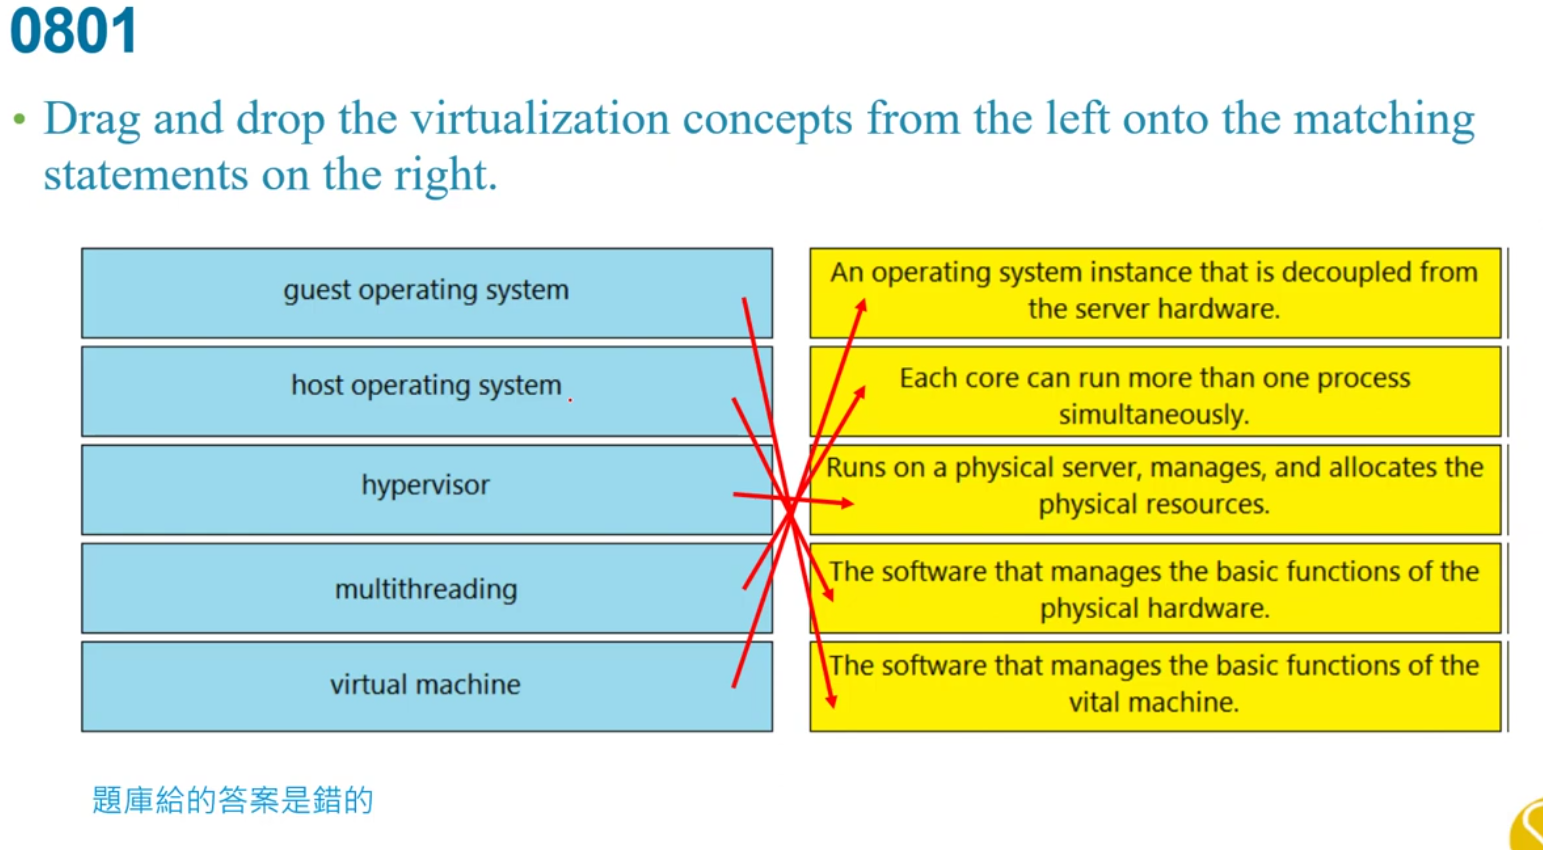 0801
• Drag and drop the virtualization concepts from the left onto the matching
statements on the right.
guest operating system
host operating system
hypervisor
multithreading
virtual machine
An operating system instance that is decoupled from
the server hardware.
Each core can run more than one process
simultaneously.
Runs on a physical server, manages, and allocates the
physical resources.
The software that manages the basic functions of the
physical hardware.
The software that manages the basic functions of the
vital machine.
題庫給的答案是錯的